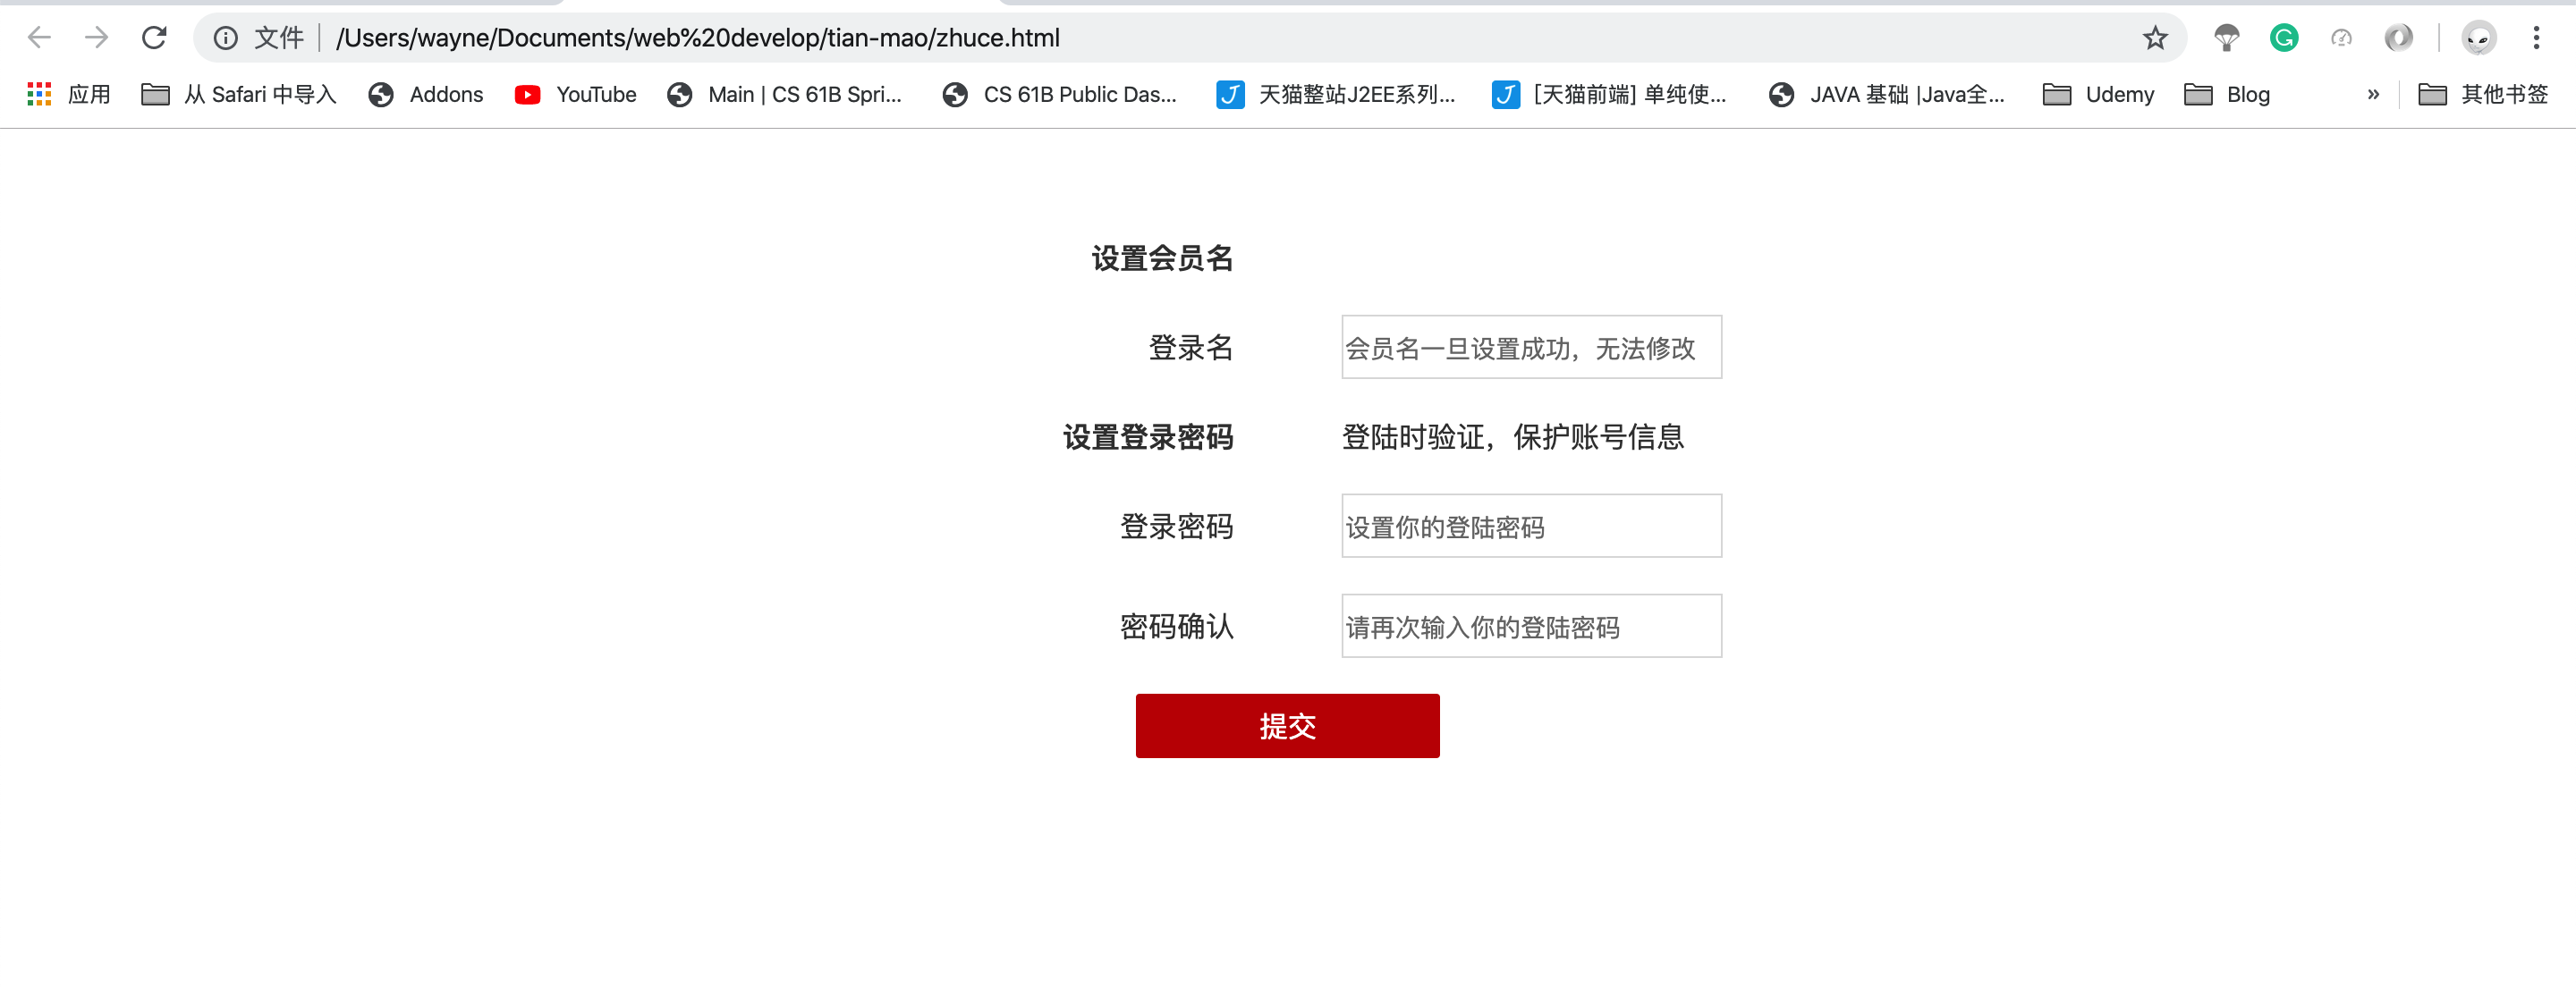 文件 /Users/wayne/Documents/web%20develop/tian-mao/zhuce.html
应用 从 Safari 中导入 Addons YouTube Main | CS 61B Spri... CS 61B Public Das... 天猫整站J2EE系列... [天猫前端] 单纯使... JAVA 基础 |Java全... Udemy Blog » 其他书签
设置会员名
登录名 会员名一旦设置成功，无法修改
设置登录密码 登陆时验证，保护账号信息
登录密码 设置你的登陆密码
密码确认 请再次输入你的登陆密码
提交